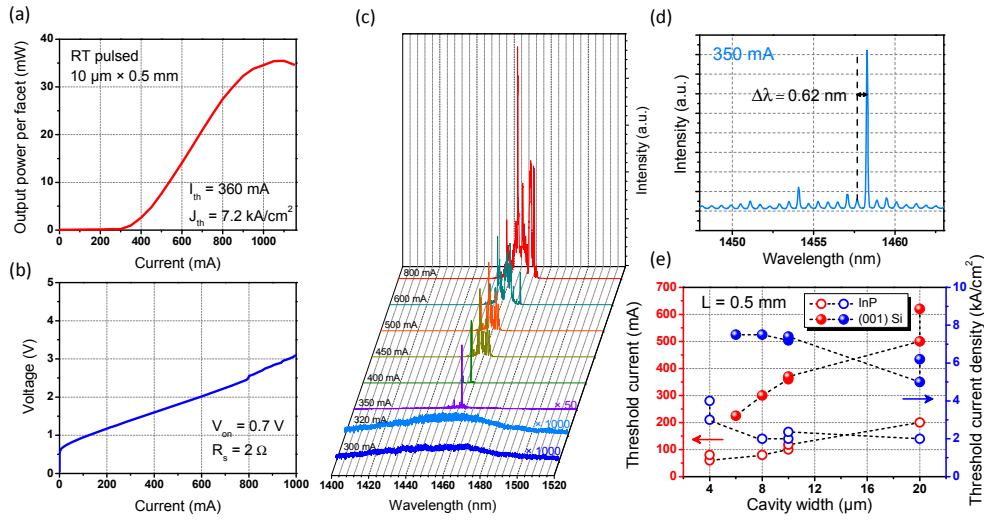 (a)
Output power per facet (mW)
40
30
20
10
0
RT pulsed
10 µm × 0.5 mm
I_th = 360 mA
J_th = 7.2 kA/cm²
0 200 400 600 800 1000
Current (mA)
(b)
Voltage (V)
5
4
3
2
1
0
V_on = 0.7 V
R_s = 2 Ω
0 200 400 600 800 1000
Current (mA)
(c)
Intensity (a.u.)
800 mA
600 mA
500 mA
450 mA
400 mA
350 mA × 50
320 mA × 1000
300 mA × 1000
1400 1420 1440 1460 1480 1500 1520
Wavelength (nm)
(d)
Intensity (a.u.)
350 mA
Δλ = 0.62 nm
1450 1455 1460
Wavelength (nm)
(e)
Threshold current (mA)
700
600
500
400
300
200
100
0
L = 0.5 mm
InP
(001) Si
10
8
6
4
2
0
Threshold current density (kA/cm²)
4 8 12 16 20
Cavity width (µm)